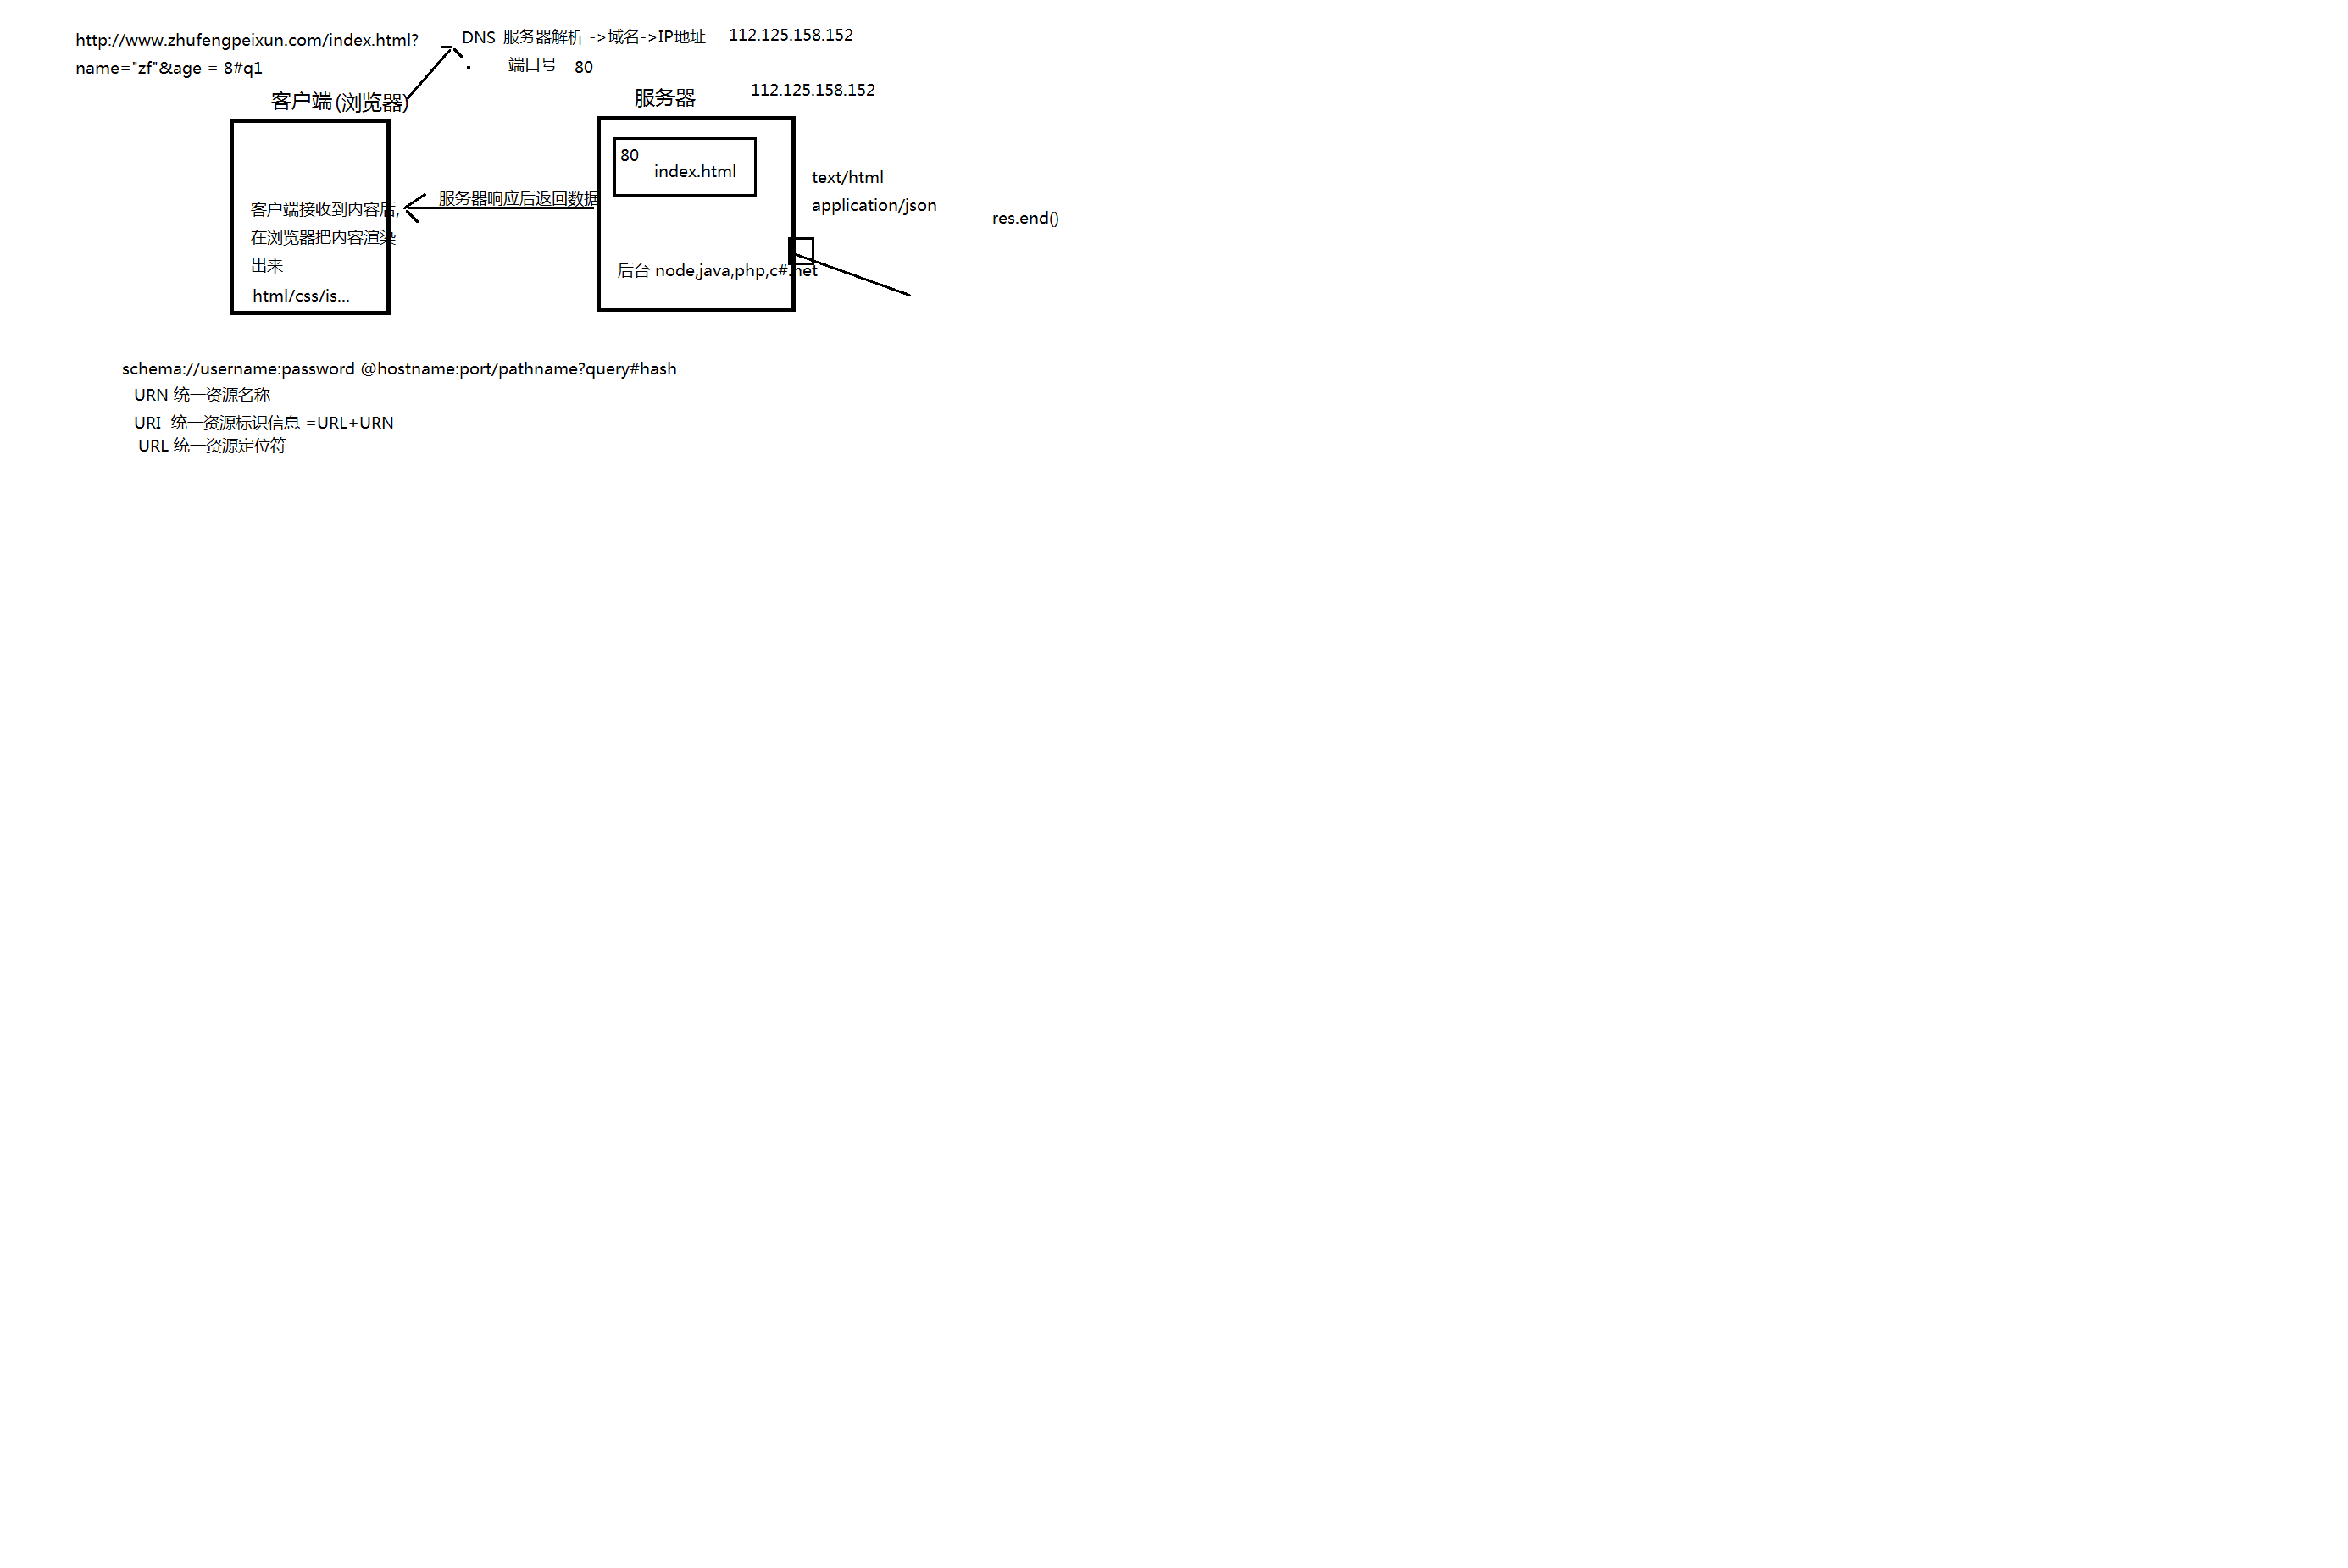 http://www.zhufengpeixun.com/index.html?
name="zf"&age = 8#q1
DNS 服务器解析 ->域名->IP地址 112.125.158.152
端口号 80
客户端(浏览器)
服务器 112.125.158.152
80
index.html
text/html
application/json
res.end()
服务器响应后返回数据
客户端接收到内容后,
在浏览器把内容渲染
出来
html/css/is...
后台 node,java,php,c#.net
schema://username:password @hostname:port/pathname?query#hash
URN 统一资源名称
URI 统一资源标识信息 =URL+URN
URL 统一资源定位符